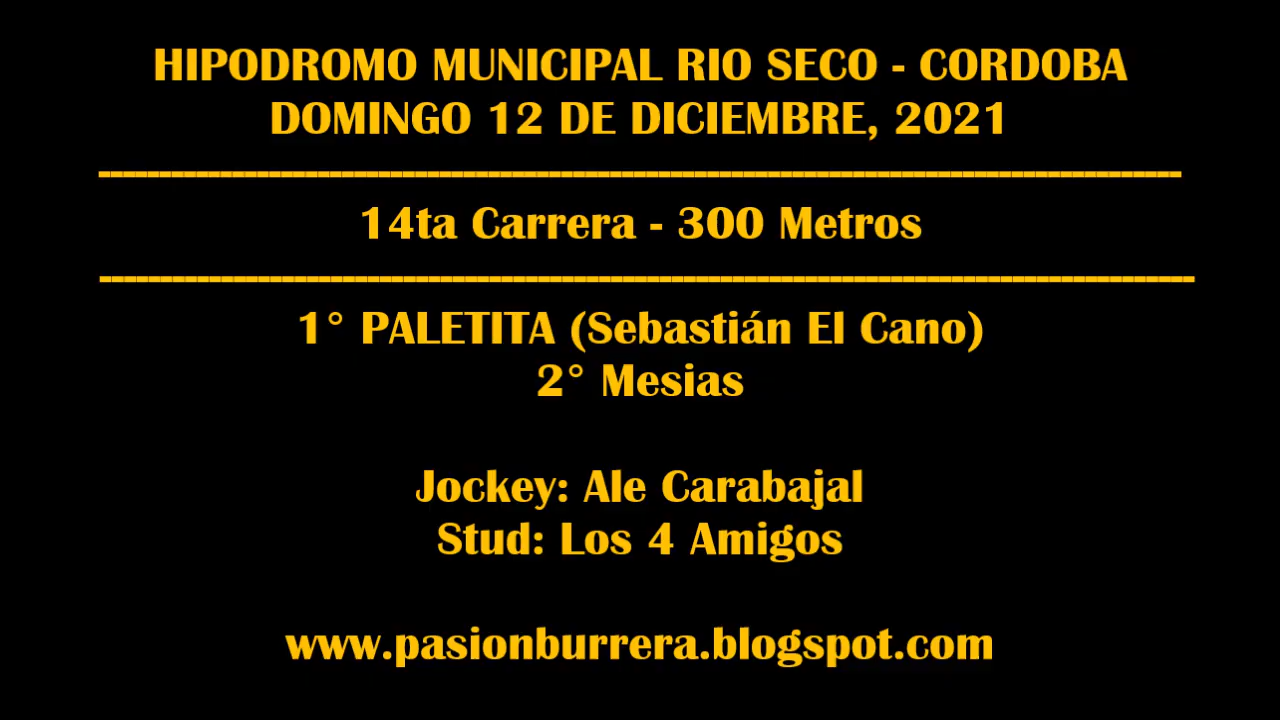 HIPODROMO MUNICIPAL RIO SECO - CORDOBA
DOMINGO 12 DE DICIEMBRE, 2021
14ta Carrera - 300 Metros
1° PALETITA (Sebastián El Cano)
2° Mesias
Jockey: Ale Carabajal
Stud: Los 4 Amigos
www.pasionburrera.blogspot.com